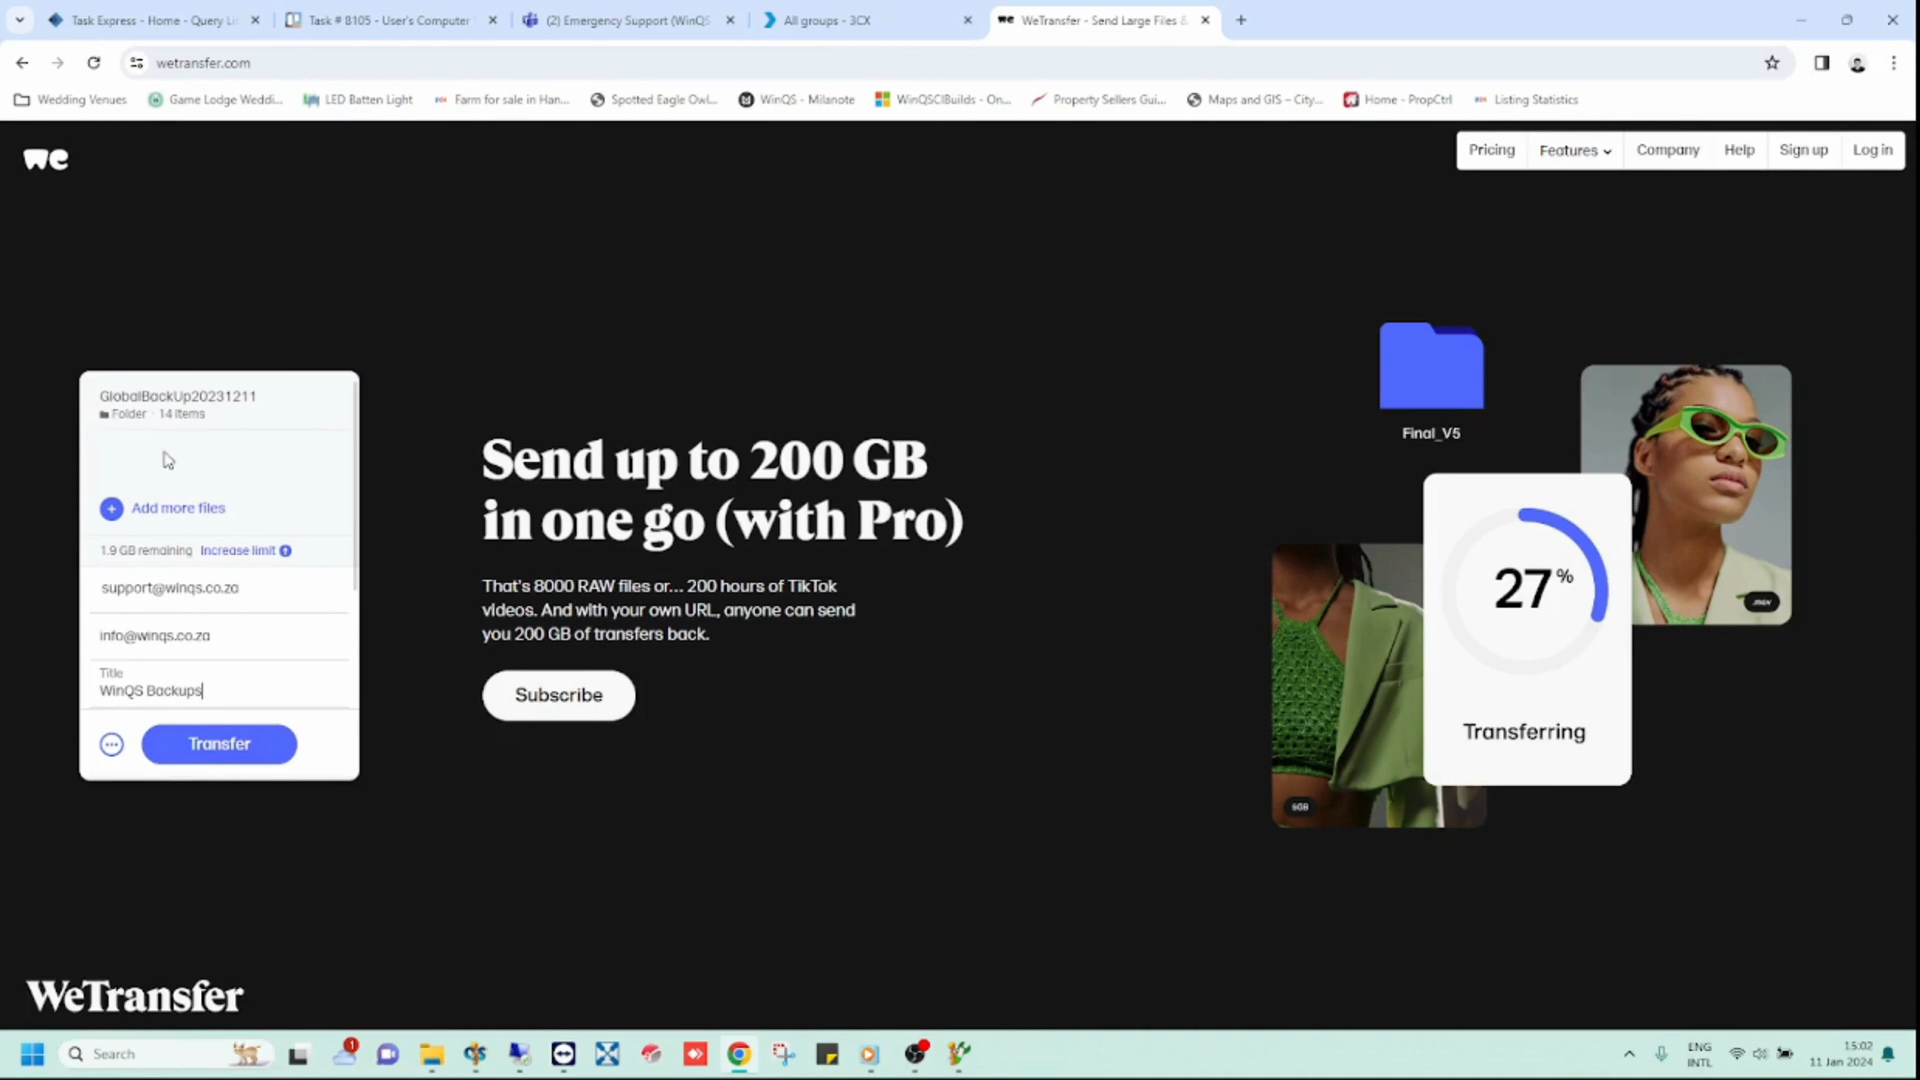 Task Express - Home - Query Li
Task # 8105 - User's Computer
(2) Emergency Support (WinQS
All groups - 3CX
we WeTransfer - Send Large Files &
wetransfer.com
Wedding Venues
Game Lodge Weddi...
LED Batten Light
Farm for sale in Han...
Spotted Eagle Owl...
WinQS - Milanote
WinQSCIBuilds - On...
Property Sellers Gui...
Maps and GIS – City...
Home - PropCtrl
Listing Statistics
we
Pricing
Features
Company
Help
Sign up
Log in
GlobalBackUp20231211
Folder · 14 items
Add more files
1.9 GB remaining Increase limit
support@winqs.co.za
info@winqs.co.za
Title
WinQS Backups
Transfer
Send up to 200 GB
in one go (with Pro)
That's 8000 RAW files or... 200 hours of TikTok
videos. And with your own URL, anyone can send
you 200 GB of transfers back.
Subscribe
Final_V5
27%
Transferring
.mov
WeTransfer
Search
1
ENG
INTL
15:02
11 Jan 2024